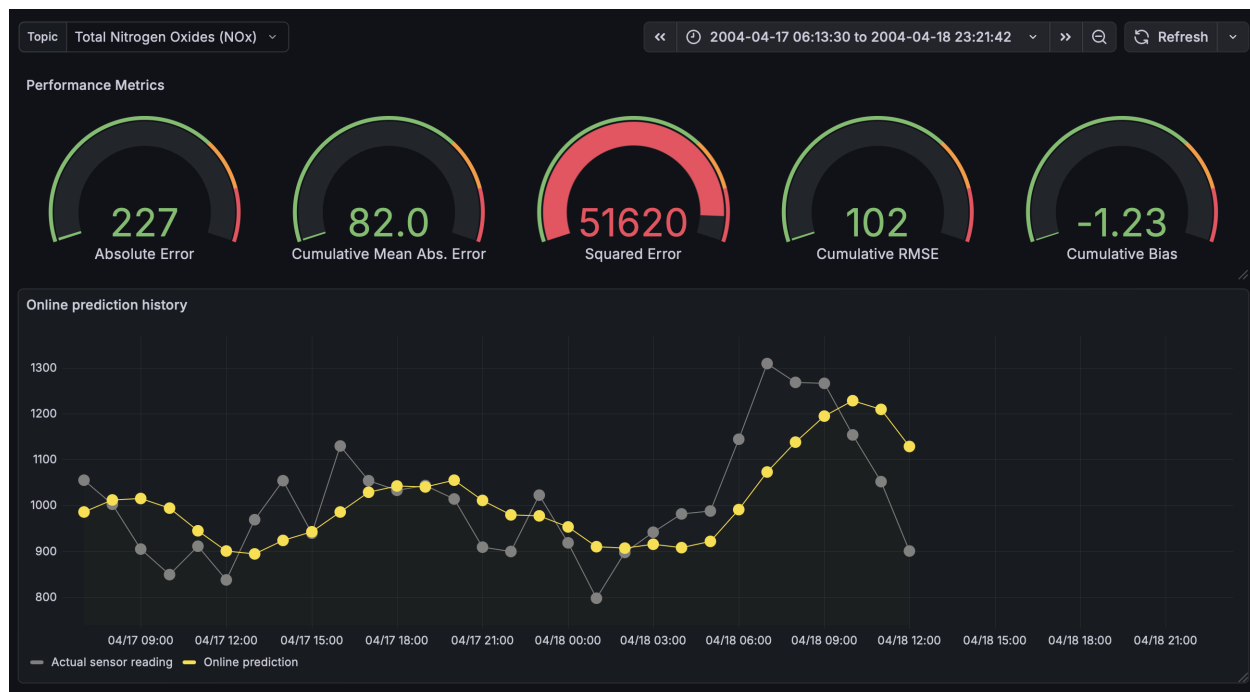 Topic Total Nitrogen Oxides (NOx) 2004-04-17 06:13:30 to 2004-04-18 23:21:42 Refresh
Performance Metrics
227 82.0 51620 102 -1.23
Absolute Error Cumulative Mean Abs. Error Squared Error Cumulative RMSE Cumulative Bias
Online prediction history
1300
1200
1100
1000
900
800
04/17 09:00 04/17 12:00 04/17 15:00 04/17 18:00 04/17 21:00 04/18 00:00 04/18 03:00 04/18 06:00 04/18 09:00 04/18 12:00 04/18 15:00 04/18 18:00 04/18 21:00
Actual sensor reading Online prediction